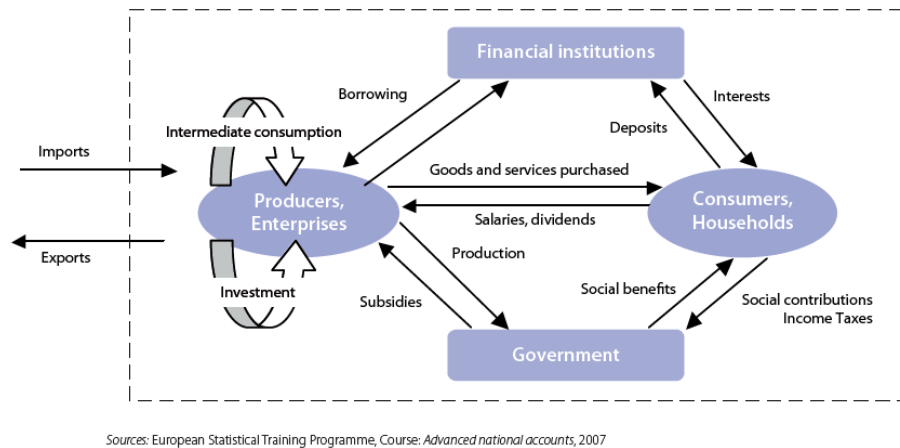 Financial institutions
Borrowing
Interests
Deposits
Intermediate consumption
Imports
Goods and services purchased
Producers,
Enterprises
Consumers,
Households
Salaries, dividends
Exports
Production
Investment
Subsidies
Social benefits
Social contributions
Income Taxes
Government
Sources: European Statistical Training Programme, Course: Advanced national accounts, 2007